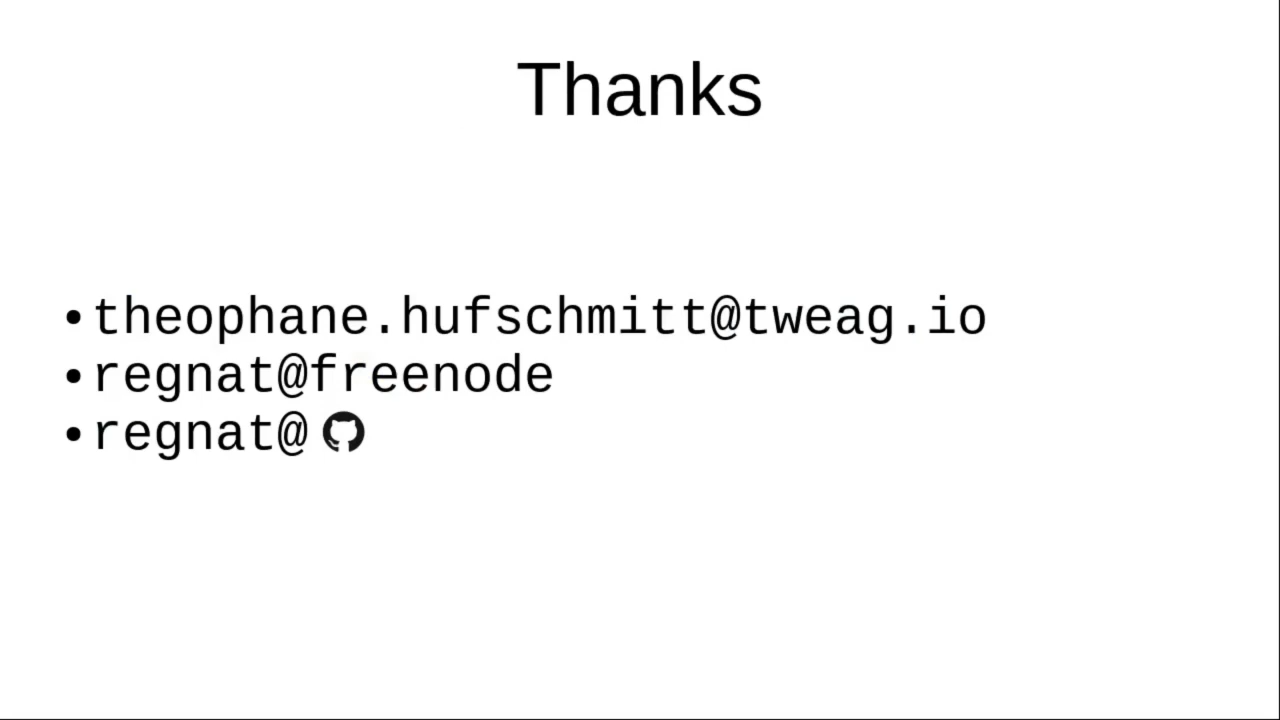 Thanks
• theophane.hufschmitt@tweag.io
• regnat@freenode
• regnat@